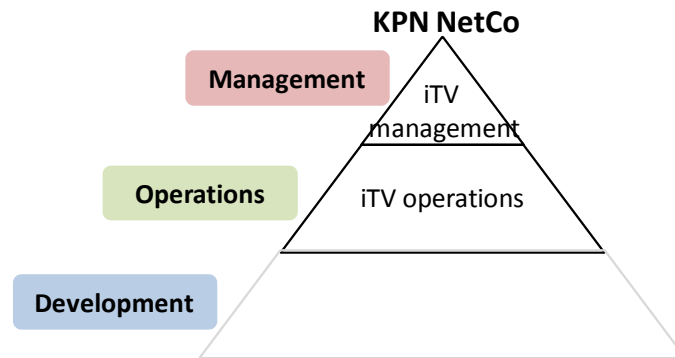 KPN NetCo
Management
iTV
management
Operations
iTV operations
Development